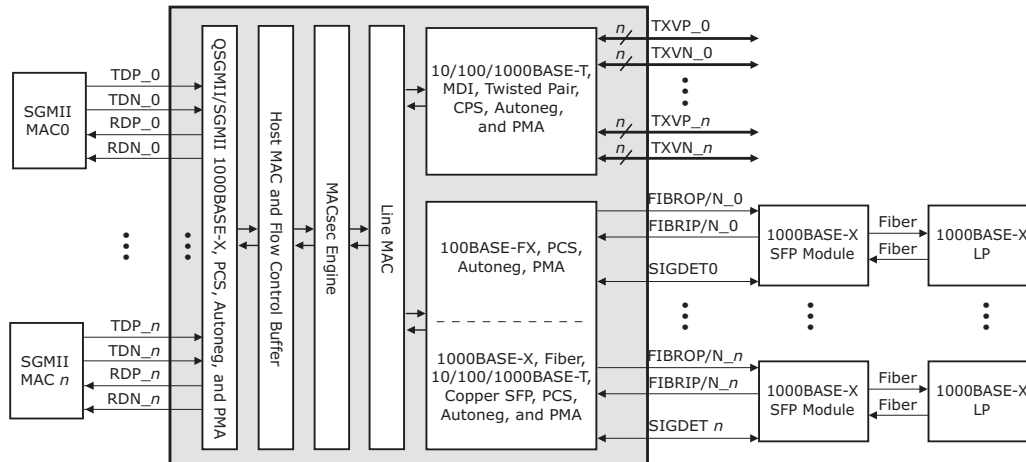 SGMII
MAC0
TDP_0
TDN_0
RDP_0
RDN_0
SGMII
MAC n
TDP_n
TDN_n
RDP_n
RDN_n
QSGMII/SGMII 1000BASE-X, PCS, Autoneg, and PMA
Host MAC and Flow Control
Buffer
MACsec Engine
Line MAC
10/100/1000BASE-T,
MDI, Twisted Pair,
CPS, Autoneg,
and PMA
n
TXVP_0
n
TXVN_0
n
TXVP_n
n
TXVN_n
100BASE-FX, PCS,
Autoneg, PMA
1000BASE-X, Fiber,
10/100/1000BASE-T,
Copper SFP, PCS,
Autoneg, and PMA
FIBROP/N_0
FIBRIP/N_0
SIGDET0
1000BASE-X
SFP Module
Fiber
Fiber
1000BASE-X
LP
FIBROP/N_n
FIBRIP/N_n
SIGDET n
1000BASE-X
SFP Module
Fiber
Fiber
1000BASE-X
LP